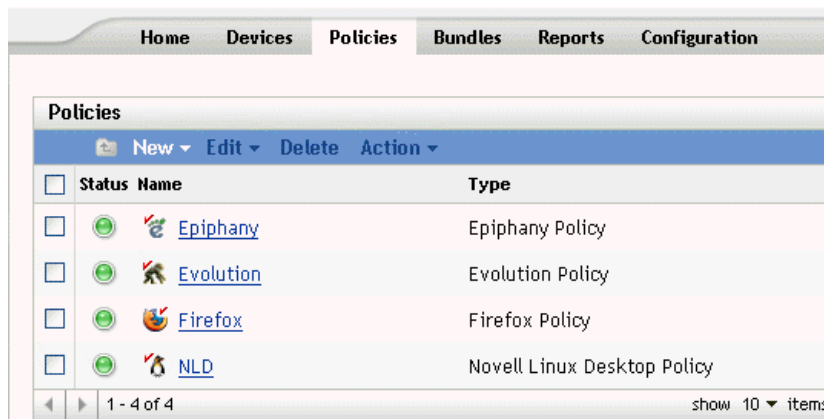 Home Devices Policies Bundles Reports Configuration
Policies
New Edit Delete Action
Status Name Type
Epiphany Epiphany Policy
Evolution Evolution Policy
Firefox Firefox Policy
NLD Novell Linux Desktop Policy
1 - 4 of 4 show 10 items